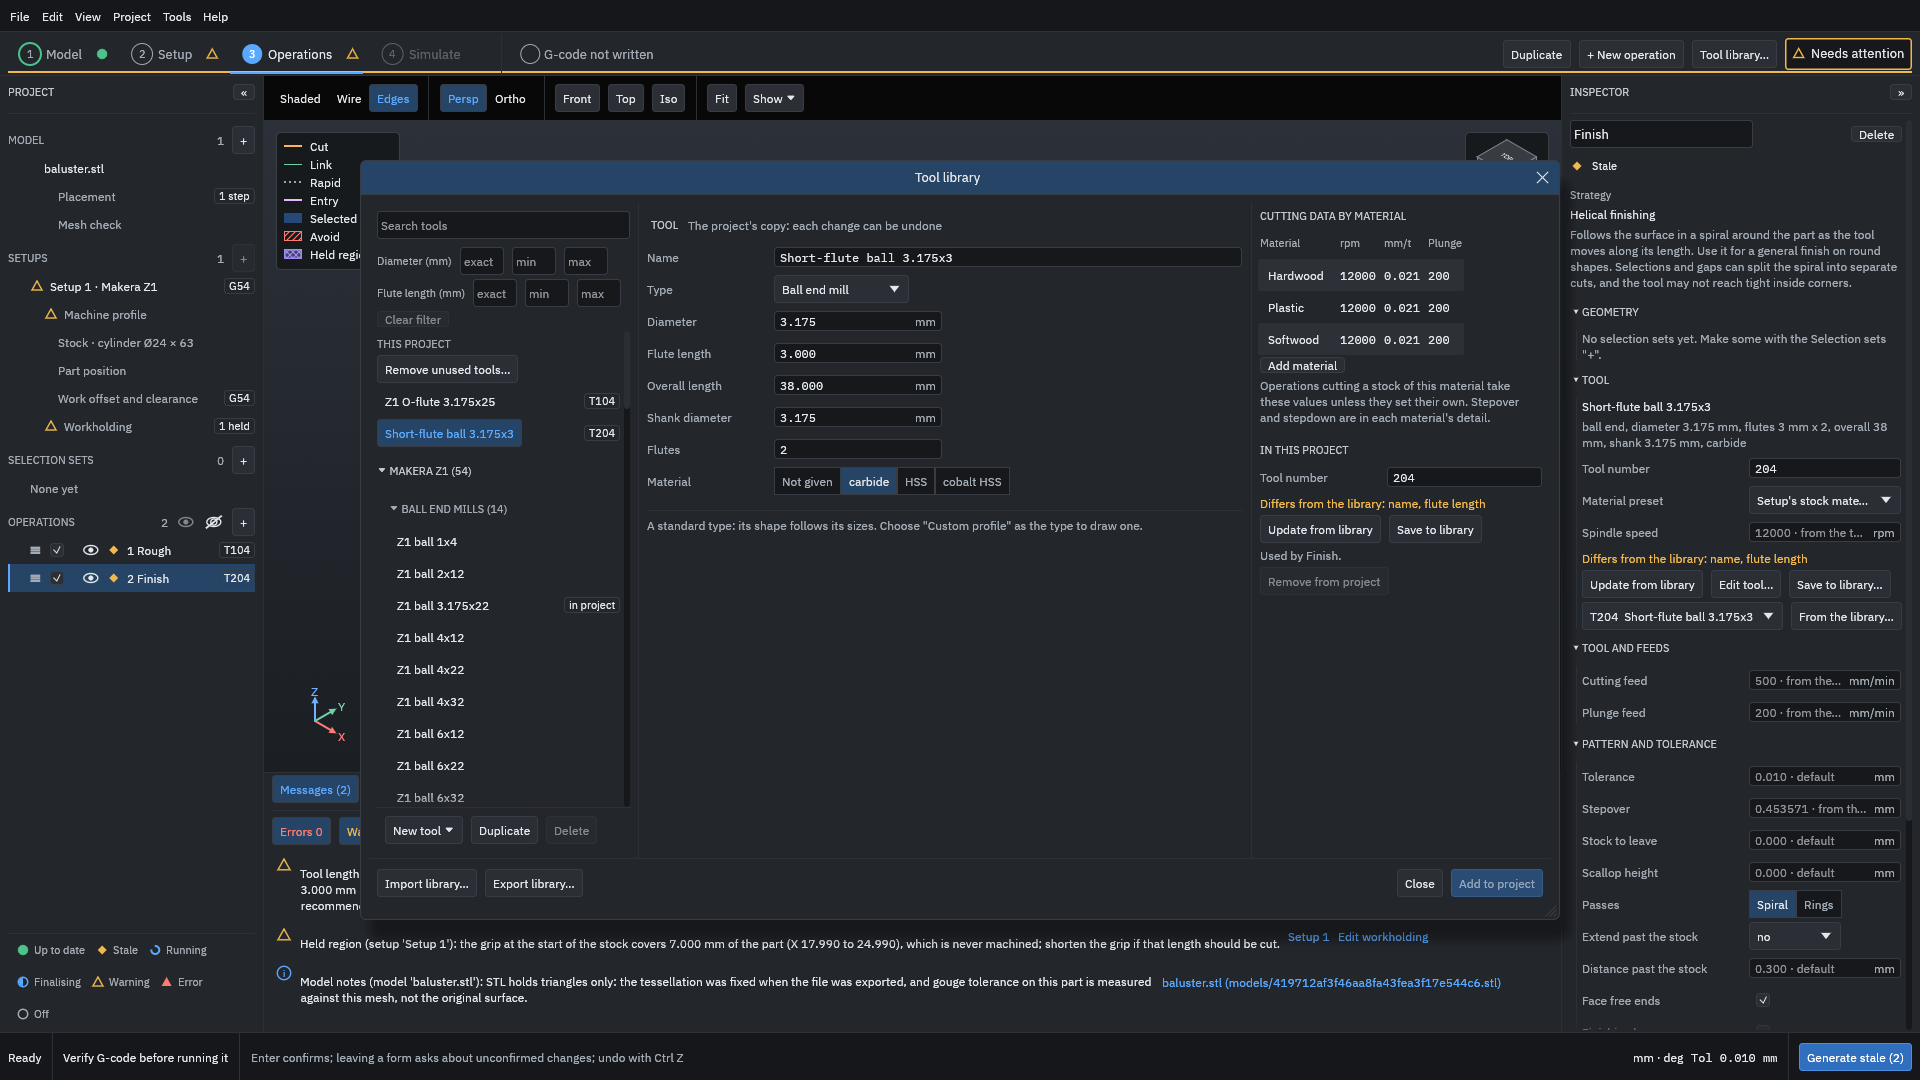 File Edit View Project Tools Help
1 Model 2 Setup 3 Operations 4 Simulate G-code not written Duplicate + New operation Tool library... Needs attention
PROJECT «
Shaded Wire Edges Persp Ortho Front Top Iso Fit Show
INSPECTOR »
MODEL 1 +
baluster.stl
Placement 1 step
Mesh check
SETUPS 1 +
Setup 1 · Makera Z1 G54
Machine profile
Stock · cylinder Ø24 × 63
Part position
Work offset and clearance G54
Workholding 1 held
SELECTION SETS 0 +
None yet
OPERATIONS 2 +
1 Rough T104
2 Finish T204
Up to date Stale Running
Finalising Warning Error
Off
Cut
Link
Rapid
Entry
Selected
Avoid
Held regi
Z
Y
X
Tool library
Search tools
Diameter (mm) exact min max
Flute length (mm) exact min max
Clear filter
THIS PROJECT
Remove unused tools...
Z1 O-flute 3.175x25 T104
Short-flute ball 3.175x3 T204
MAKERA Z1 (54)
BALL END MILLS (14)
Z1 ball 1x4
Z1 ball 2x12
Z1 ball 3.175x22 in project
Z1 ball 4x12
Z1 ball 4x22
Z1 ball 4x32
Z1 ball 6x12
Z1 ball 6x22
Z1 ball 6x32
New tool Duplicate Delete
Import library... Export library...
TOOL The project's copy: each change can be undone
Name Short-flute ball 3.175x3
Type Ball end mill
Diameter 3.175 mm
Flute length 3.000 mm
Overall length 38.000 mm
Shank diameter 3.175 mm
Flutes 2
Material Not given carbide HSS cobalt HSS
A standard type: its shape follows its sizes. Choose "Custom profile" as the type to draw one.
CUTTING DATA BY MATERIAL
Material rpm mm/t Plunge
Hardwood 12000 0.021 200
Plastic 12000 0.021 200
Softwood 12000 0.021 200
Add material
Operations cutting a stock of this material take
these values unless they set their own. Stepover
and stepdown are in each material's detail.
IN THIS PROJECT
Tool number 204
Differs from the library: name, flute length
Update from library Save to library
Used by Finish.
Remove from project
Close Add to project
Messages (2)
Errors 0 Wa
Tool length
3.000 mm
recommen
Held region (setup 'Setup 1'): the grip at the start of the stock covers 7.000 mm of the part (X 17.990 to 24.990), which is never machined; shorten the grip if that length should be cut. Setup 1 Edit workholding
Model notes (model 'baluster.stl'): STL holds triangles only: the tessellation was fixed when the file was exported, and gouge tolerance on this part is measured baluster.stl (models/419712af3f46aa8fa43fea3f17e544c6.stl)
against this mesh, not the original surface.
Finish Delete
Stale
Strategy
Helical finishing
Follows the surface in a spiral around the part as the tool
moves along its length. Use it for a general finish on round
shapes. Selections and gaps can split the spiral into separate
cuts, and the tool may not reach tight inside corners.
GEOMETRY
No selection sets yet. Make some with the Selection sets
"+".
TOOL
Short-flute ball 3.175x3
ball end, diameter 3.175 mm, flutes 3 mm x 2, overall 38
mm, shank 3.175 mm, carbide
Tool number 204
Material preset Setup's stock mate...
Spindle speed 12000 · from the t... rpm
Differs from the library: name, flute length
Update from library Edit tool... Save to library...
T204 Short-flute ball 3.175x3 From the library...
TOOL AND FEEDS
Cutting feed 500 · from the... mm/min
Plunge feed 200 · from the... mm/min
PATTERN AND TOLERANCE
Tolerance 0.010 · default mm
Stepover 0.453571 · from th... mm
Stock to leave 0.000 · default mm
Scallop height 0.000 · default mm
Passes Spiral Rings
Extend past the stock no
Distance past the stock 0.300 · default mm
Face free ends
Ready Verify G-code before running it Enter confirms; leaving a form asks about unconfirmed changes; undo with Ctrl Z mm · deg Tol 0.010 mm Generate stale (2)